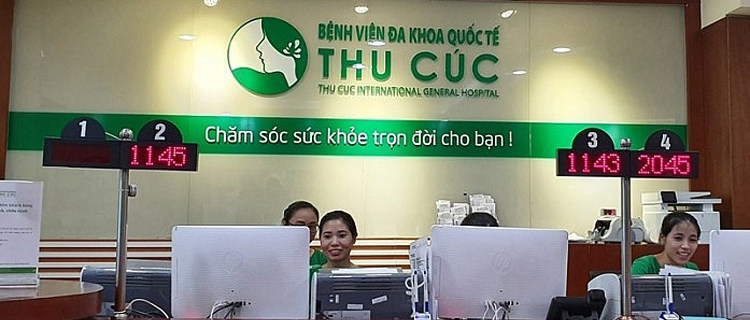 BỆNH VIỆN ĐA KHOA QUỐC TẾ
THU CÚC
THU CUC INTERNATIONAL GENERAL HOSPITAL
Chăm sóc sức khỏe trọn đời cho bạn !
1
2
1145
3
4
1143
2045